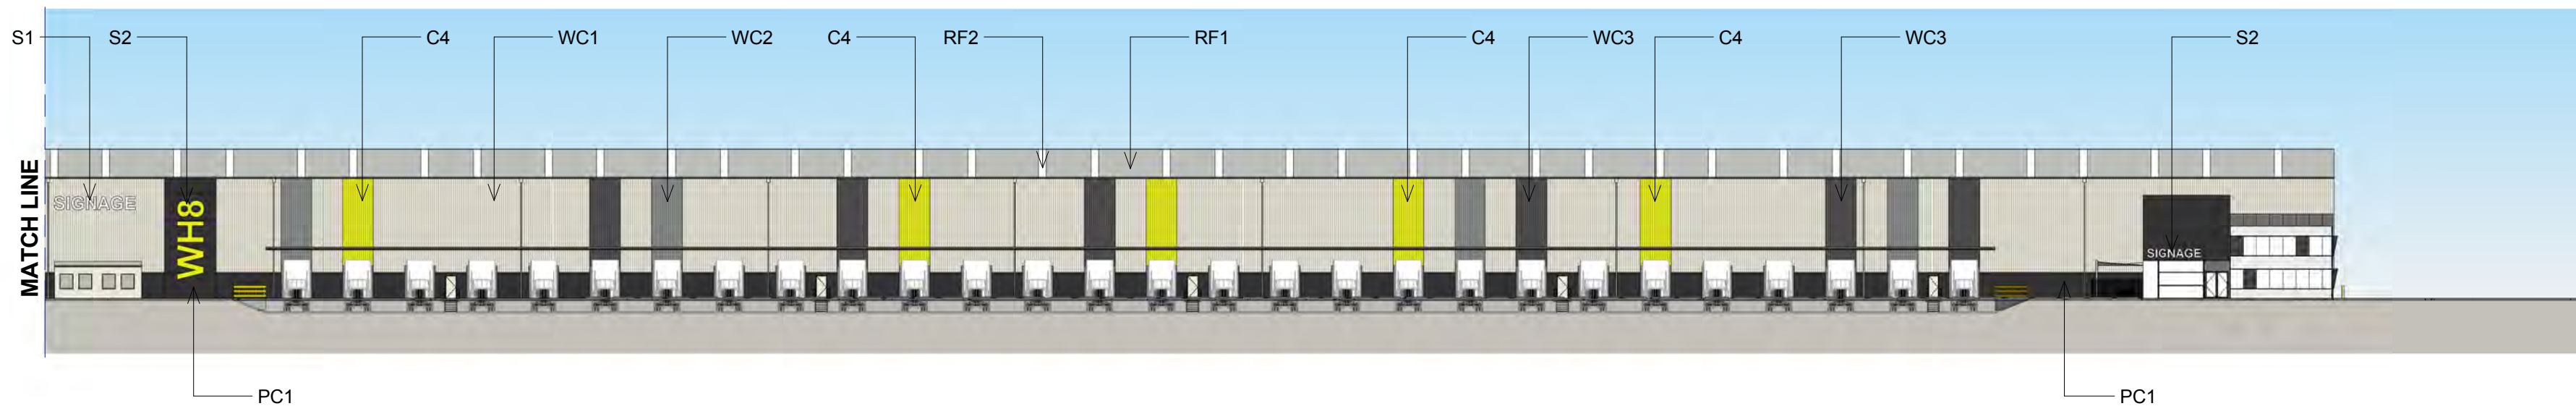 S1
S2
C4
WC1
WC2
C4
RF2
RF1
C4
WC3
C4
WC3
S2
MATCH LINE
SIGNAGE
WH8
SIGNAGE
PC1
PC1